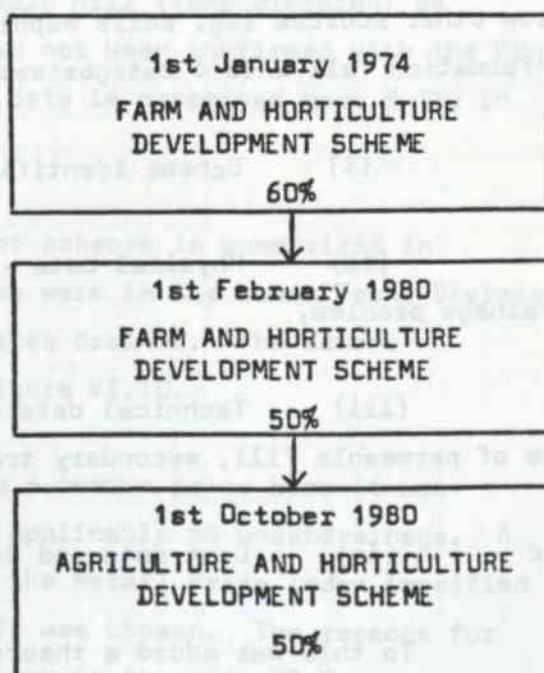 1st January 1974
FARM AND HORTICULTURE
DEVELOPMENT SCHEME
60%
1st February 1980
FARM AND HORTICULTURE
DEVELOPMENT SCHEME
50%
1st October 1980
AGRICULTURE AND HORTICULTURE
DEVELOPMENT SCHEME
50%